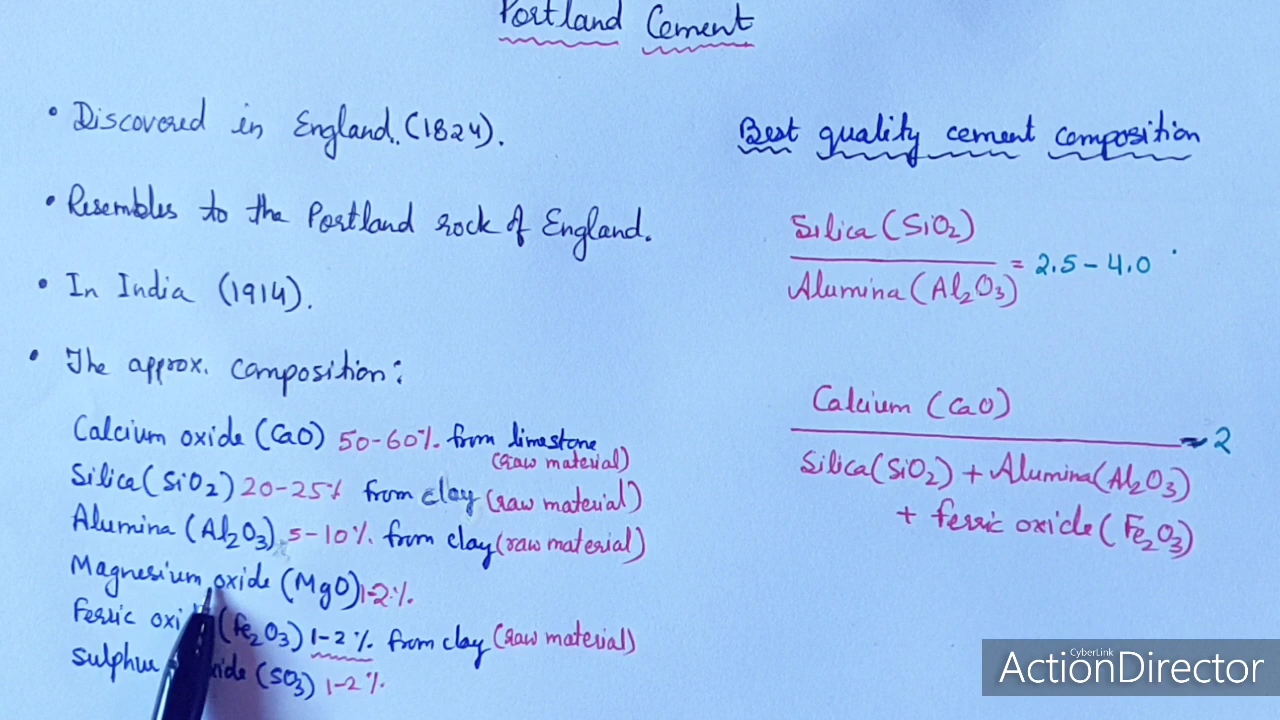 Portland Cement
• Discovered in England. (1824).
• Resembles to the Portland rock of England.
• In India (1914).
• The approx. composition:
Calcium oxide (CaO) 50-60%. from limestone
(raw material)
Silica (SiO2) 20-25% from clay (raw material)
Alumina (Al2O3) 5-10%. from clay (raw material)
Magnesium oxide (MgO) 1-2%.
Ferric oxi (Fe2O3) 1-2%. from clay (raw material)
sulphu oxide (SO3) 1-2%.
Best quality cement composition
Silica (SiO2)
Alumina (Al2O3)
= 2.5-4.0
Calcium (CaO)
Silica (SiO2) + Alumina (Al2O3)
+ ferric oxide (Fe2O3)
2
CyberLink
ActionDirector